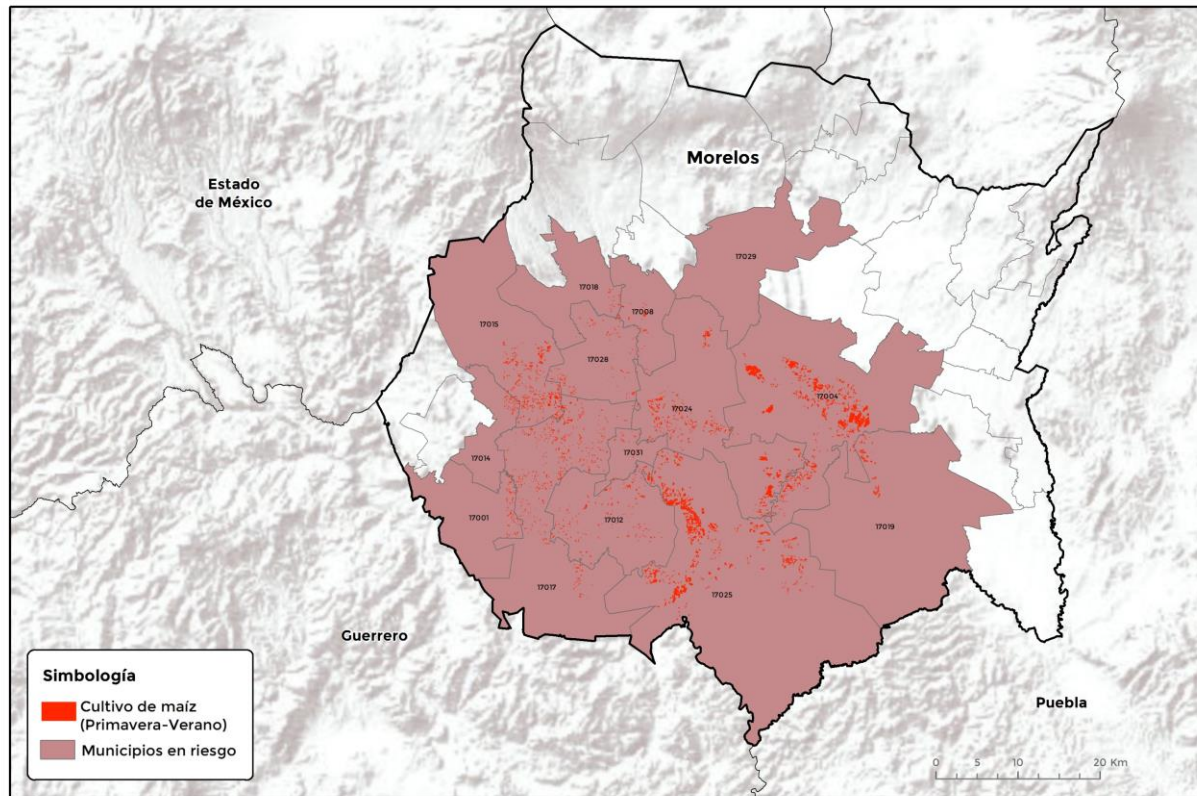 Morelos
Estado
de México
17029
17018
17008
17015
17028
17004
17024
17031
17014
17001
17012
17019
17017
17025
Guerrero
Puebla
Simbología
Cultivo de maíz
(Primavera-Verano)
Municipios en riesgo
0 5 10 20 Km